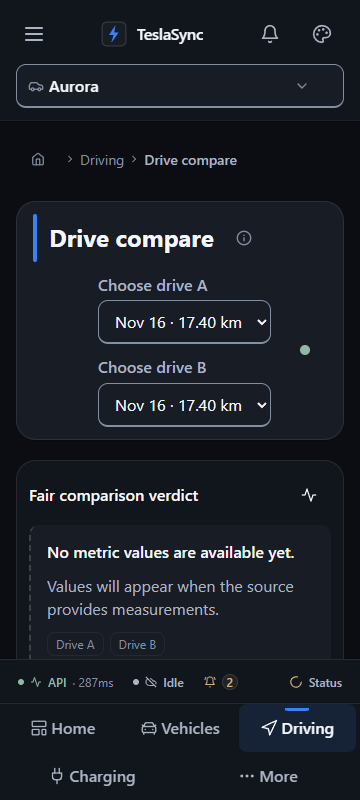 TeslaSync
Aurora
Driving Drive compare
Drive compare
Choose drive A
Nov 16 · 17.40 km
Choose drive B
Nov 16 · 17.40 km
Fair comparison verdict
No metric values are available yet.
Values will appear when the source
provides measurements.
Drive A Drive B
API · 287ms Idle 2 Status
Home Vehicles Driving
Charging More